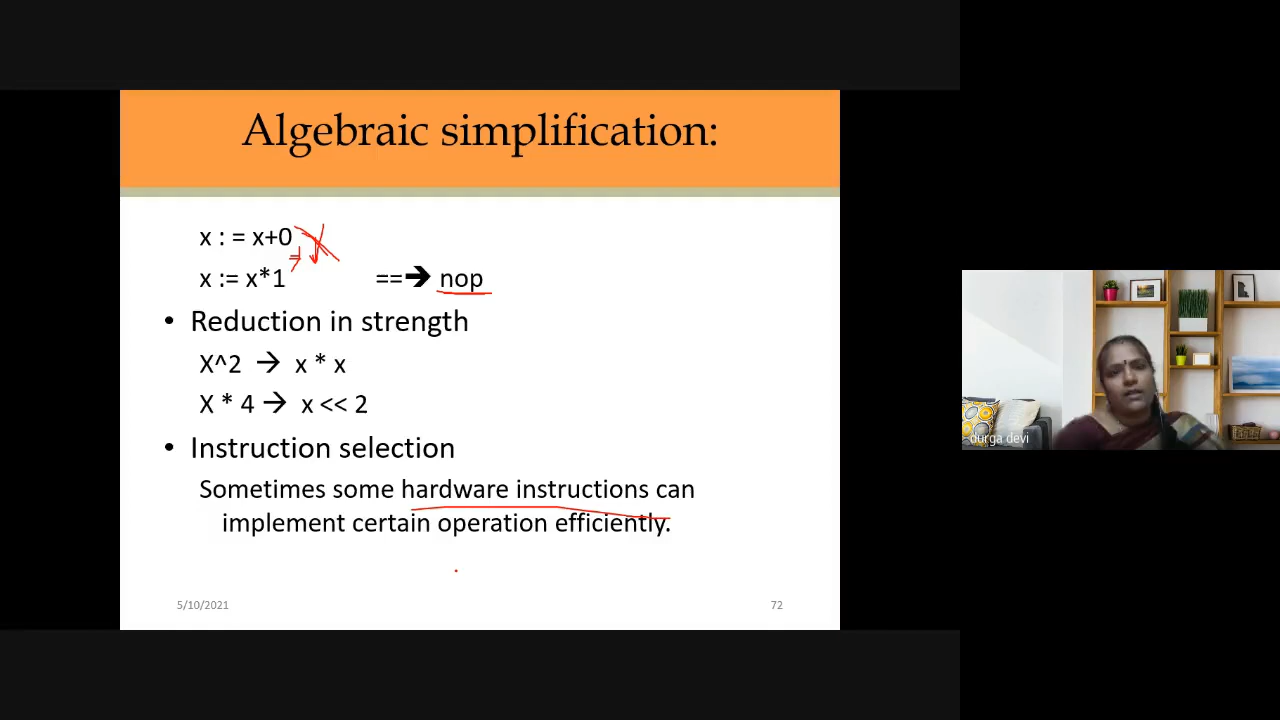 Algebraic simplification:
x : = x+0
x := x*1 ==➔ nop
• Reduction in strength
X^2 → x * x
X * 4 → x << 2
• Instruction selection
Sometimes some hardware instructions can
implement certain operation efficiently.
5/10/2021 72
durga devi